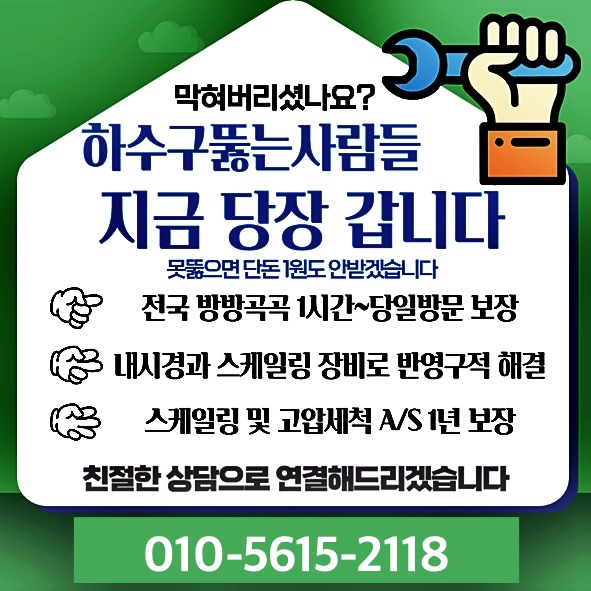 막혀버리셨나요?
하수구뚫는사람들
지금 당장 갑니다
못뚫으면 단돈 1원도 안받겠습니다
전국 방방곡곡 1시간~당일방문 보장
내시경과 스케일링 장비로 반영구적 해결
스케일링 및 고압세척 A/S 1년 보장
친절한 상담으로 연결해드리겠습니다
010-5615-2118